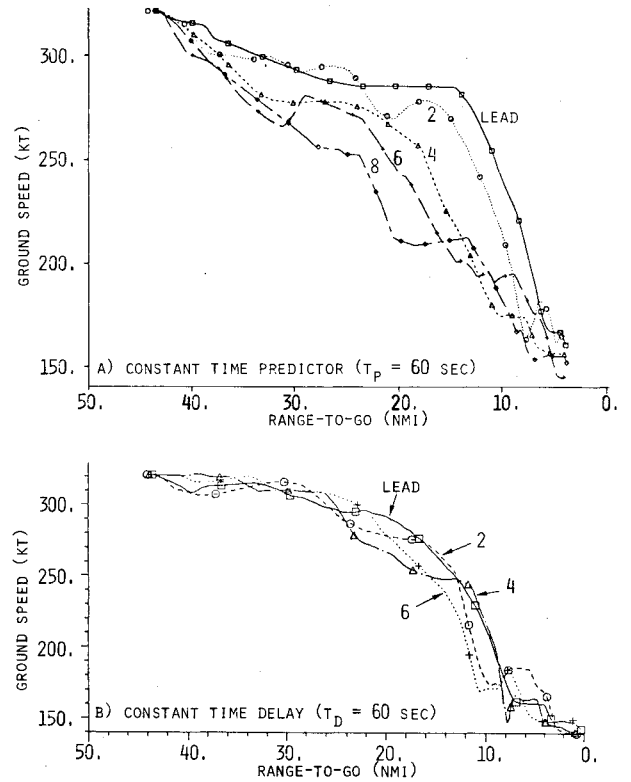 300.
250.
200.
150.
GROUND SPEED (KT)
LEAD
2
4
6
8
A) CONSTANT TIME PREDICTOR (TP = 60 SEC)
50. 40. 30. 20. 10. 0.
RANGE-TO-GO (NMI)
300.
250.
200.
150.
GROUND SPEED (KT)
LEAD
2
4
6
B) CONSTANT TIME DELAY (TD = 60 SEC)
50. 40. 30. 20. 10. 0.
RANGE-TO-GO (NMI)